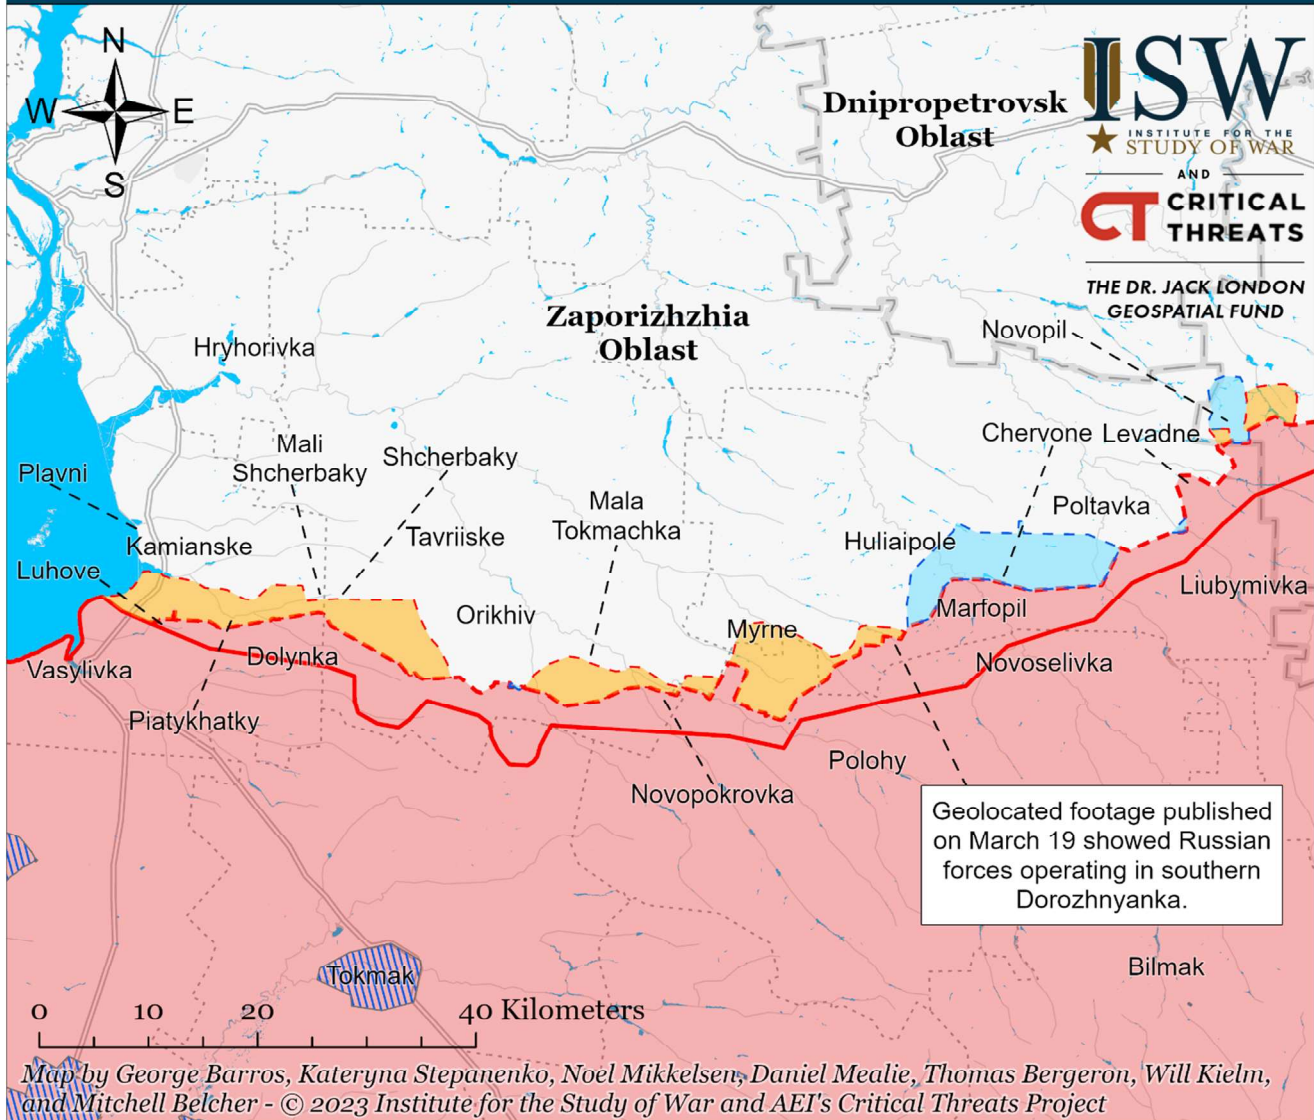 N
W
E
S
Dnipropetrovsk
Oblast
ISW
INSTITUTE FOR THE
STUDY OF WAR
AND
CT CRITICAL
THREATS
THE DR. JACK LONDON
GEOSPATIAL FUND
Zaporizhzhia
Oblast
Novopil
Hryhorivka
Chervone
Levadne
Mali
Shcherbaky
Shcherbaky
Plavni
Mala
Tokmachka
Poltavka
Tavriiske
Huliaipole
Kamianske
Luhove
Liubymivka
Orikhiv
Marfopil
Myrne
Dolynka
Novoselivka
Vasylivka
Piatykhatky
Polohy
Novopokrovka
Geolocated footage published
on March 19 showed Russian
forces operating in southern
Dorozhnyanka.
Tokmak
Bilmak
0 10 20 40 Kilometers
Map by George Barros, Kateryna Stepanenko, Noel Mikkelsen, Daniel Mealie, Thomas Bergeron, Will Kielm,
and Mitchell Belcher - © 2023 Institute for the Study of War and AEI's Critical Threats Project